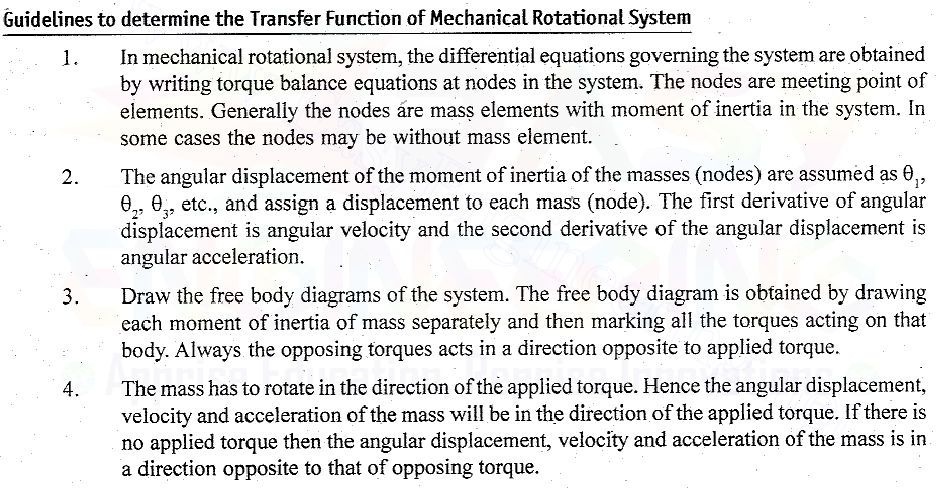 Guidelines to determine the Transfer Function of Mechanical Rotational System
1. In mechanical rotational system, the differential equations governing the system are obtained
by writing torque balance equations at nodes in the system. The nodes are meeting point of
elements. Generally the nodes are mass elements with moment of inertia in the system. In
some cases the nodes may be without mass element.
2. The angular displacement of the moment of inertia of the masses (nodes) are assumed as θ₁,
θ₂, θ₃, etc., and assign a displacement to each mass (node). The first derivative of angular
displacement is angular velocity and the second derivative of the angular displacement is
angular acceleration.
3. Draw the free body diagrams of the system. The free body diagram is obtained by drawing
each moment of inertia of mass separately and then marking all the torques acting on that
body. Always the opposing torques acts in a direction opposite to applied torque.
4. The mass has to rotate in the direction of the applied torque. Hence the angular displacement,
velocity and acceleration of the mass will be in the direction of the applied torque. If there is
no applied torque then the angular displacement, velocity and acceleration of the mass is in
a direction opposite to that of opposing torque.